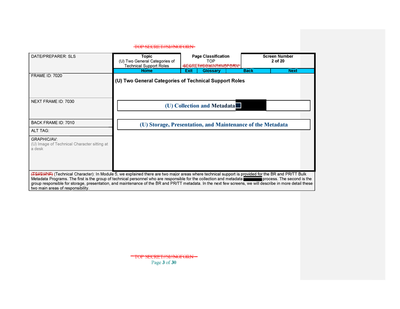 TOP SECRET//SI//NOFORN
DATE/PREPARER: SLS
Topic
(U) Two General Categories of
Technical Support Roles
Page Classification
TOP
SECRET//SI//NOFORN
Screen Number
2 of 20
Home Exit Glossary Back Next
FRAME ID: 7020
(U) Two General Categories of Technical Support Roles
NEXT FRAME ID: 7030
(U) Collection and Metadata
BACK FRAME ID: 7010
(U) Storage, Presentation, and Maintenance of the Metadata
ALT TAG:
GRAPHIC/AV:
(U) Image of Technical Character sitting at
a desk
(Technical Character): In Module 5, we explained there are two major areas where technical support is provided for the BR and PR/TT Bulk
Metadata Programs. The first is the group of technical personnel who are responsible for the collection and metadata process. The second is the
group responsible for storage, presentation, and maintenance of the BR and PR/TT metadata. In the next few screens, we will describe in more detail these
two main areas of responsibility.
TOP SECRET//SI//NOFORN
Page 3 of 36